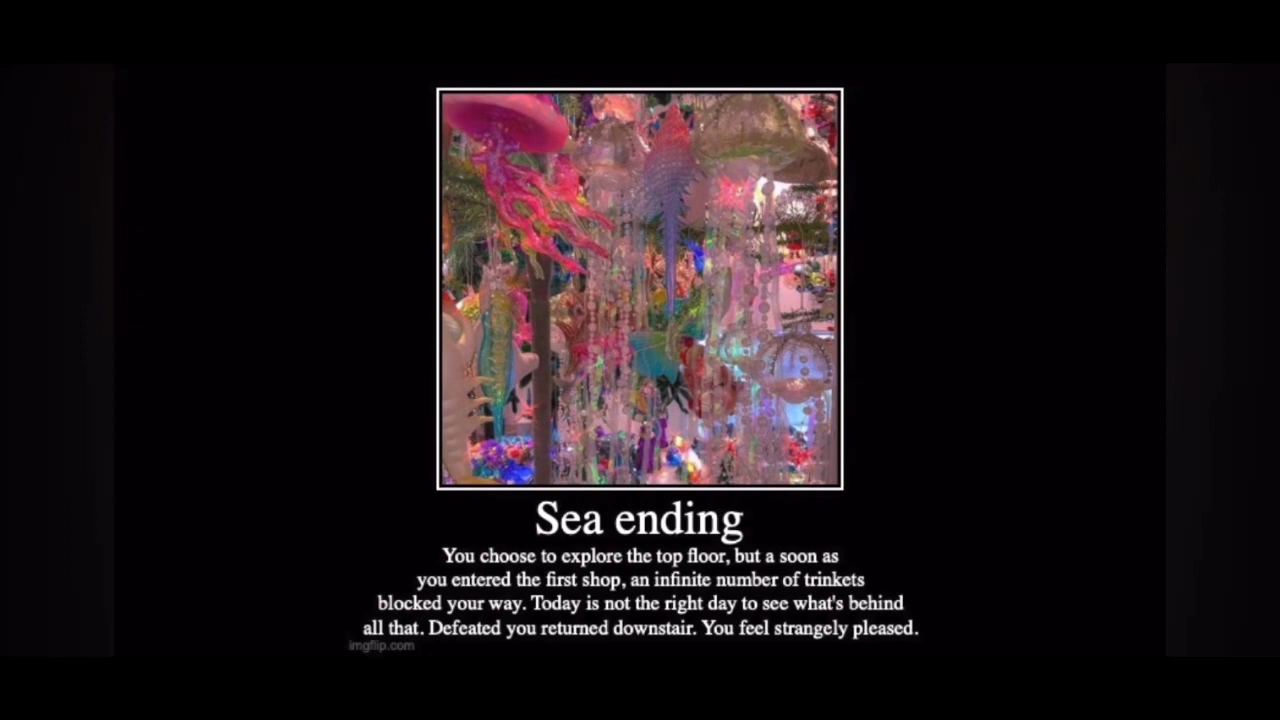 Sea ending
You choose to explore the top floor, but a soon as
you entered the first shop, an infinite number of trinkets
blocked your way. Today is not the right day to see what's behind
all that. Defeated you returned downstair. You feel strangely pleased.
imgflip.com